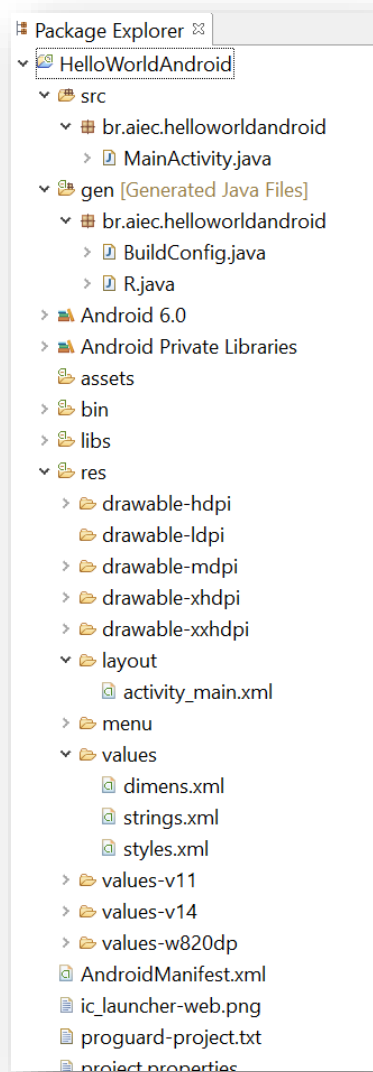 Package Explorer
HelloWorldAndroid
src
br.aiec.helloworldandroid
MainActivity.java
gen [Generated Java Files]
br.aiec.helloworldandroid
BuildConfig.java
R.java
Android 6.0
Android Private Libraries
assets
bin
libs
res
drawable-hdpi
drawable-ldpi
drawable-mdpi
drawable-xhdpi
drawable-xxhdpi
layout
activity_main.xml
menu
values
dimens.xml
strings.xml
styles.xml
values-v11
values-v14
values-w820dp
AndroidManifest.xml
ic_launcher-web.png
proguard-project.txt
project.properties